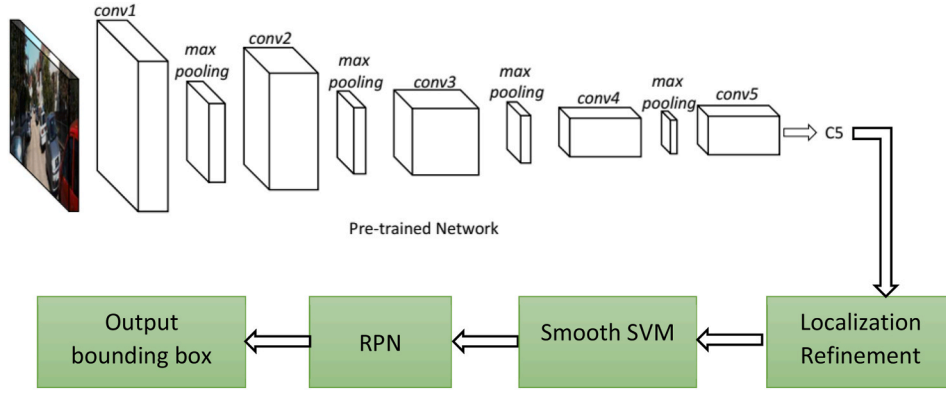 conv1
max
pooling
conv2
max
pooling
conv3
max
pooling
conv4
max
pooling
conv5
C5
Pre-trained Network
Output
bounding box
RPN
Smooth SVM
Localization
Refinement